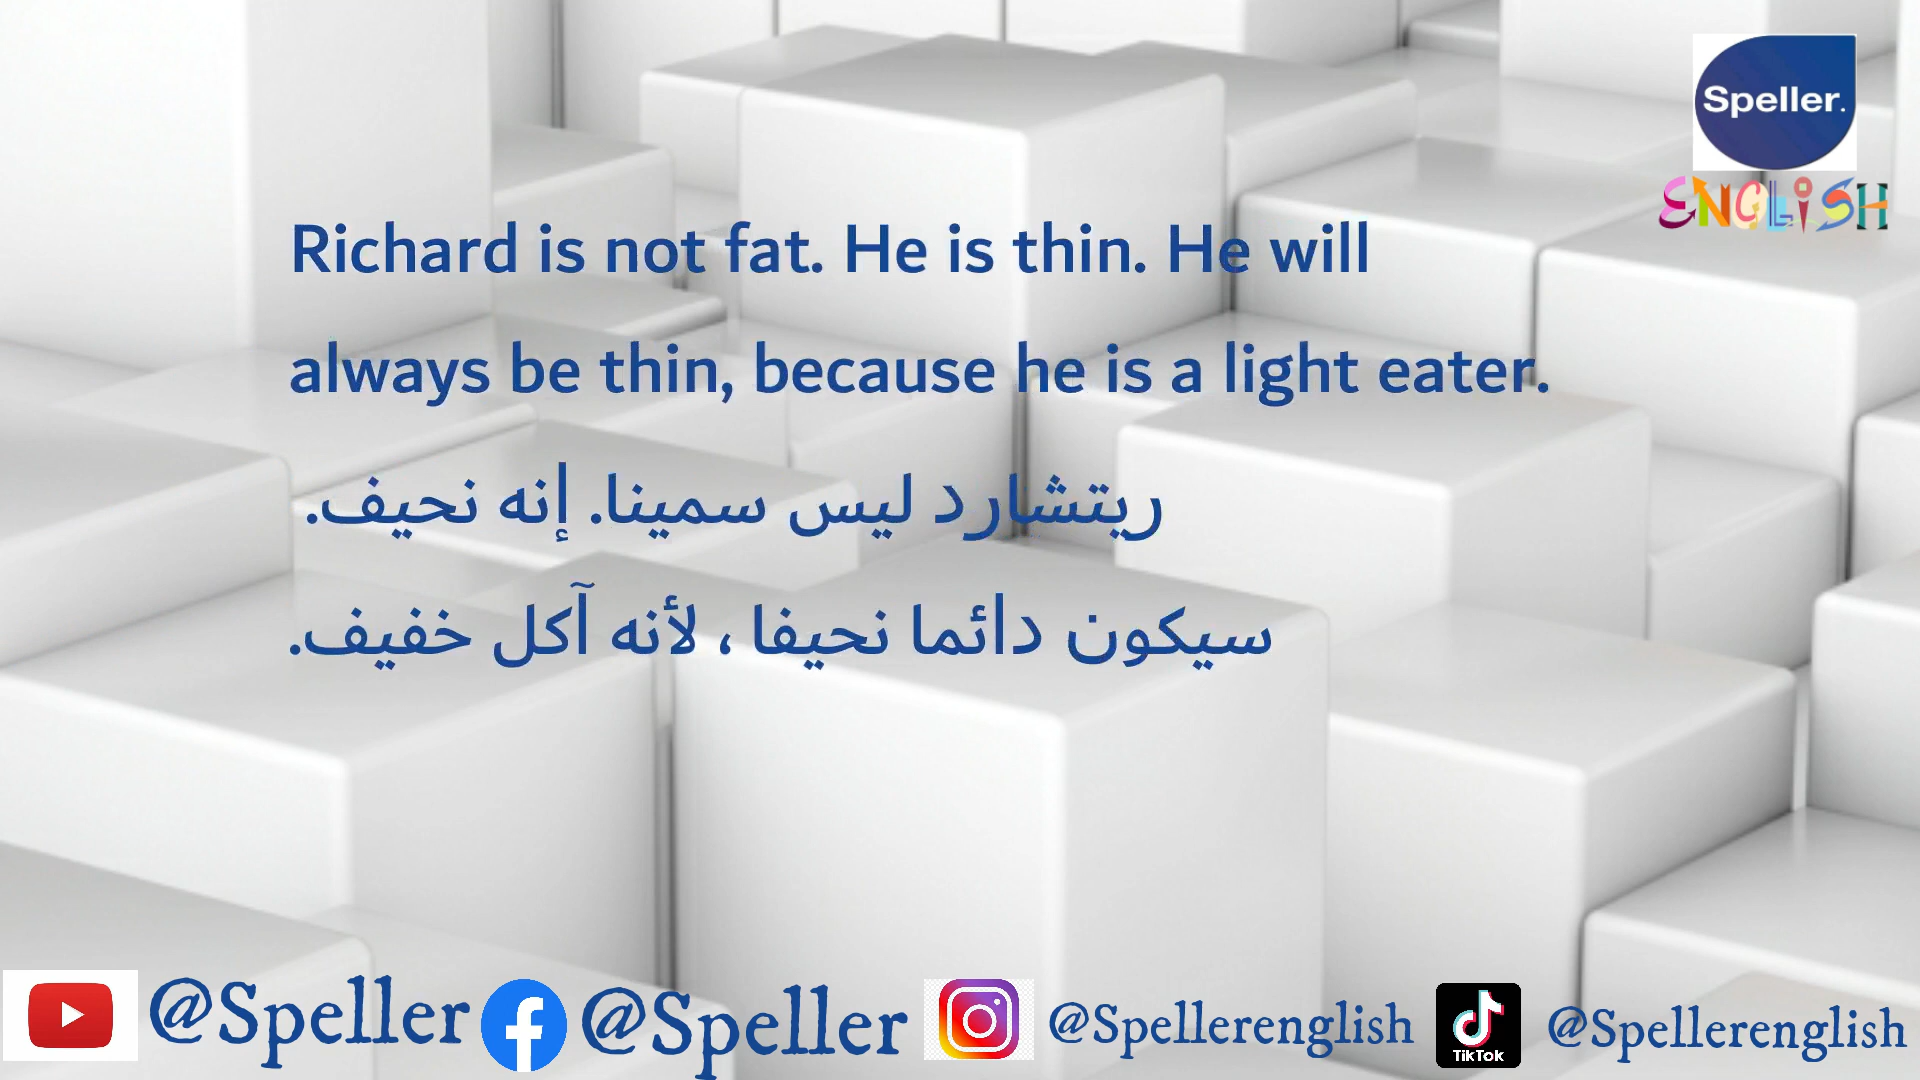 Speller.
ENGLISH
Richard is not fat. He is thin. He will
always be thin, because he is a light eater.
ريتشارد ليس سمينا. إنه نحيف.
سيكون دائما نحيفا ، لأنه آكل خفيف.
@Speller @Speller @Spellerenglish TikTok @Spellerenglish